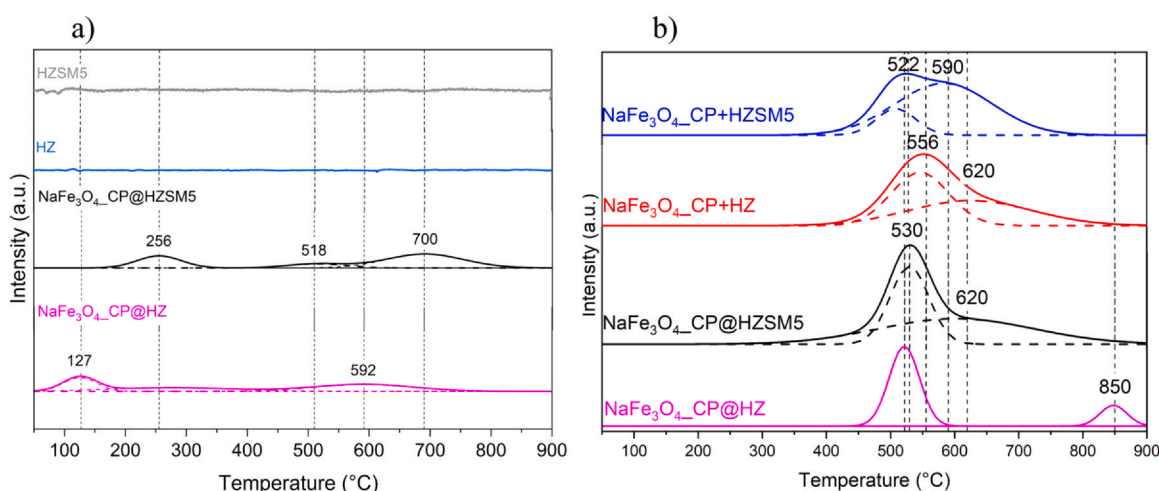 a)
HZSM5
HZ
NaFe₃O₄_CP@HZSM5
256
518
700
NaFe₃O₄_CP@HZ
127
592
Intensity (a.u.)
100 200 300 400 500 600 700 800 900
Temperature (°C)
b)
522 590
NaFe₃O₄_CP+HZSM5
556
620
NaFe₃O₄_CP+HZ
530
620
NaFe₃O₄_CP@HZSM5
850
NaFe₃O₄_CP@HZ
Intensity (a.u.)
100 200 300 400 500 600 700 800 900
Temperature (°C)